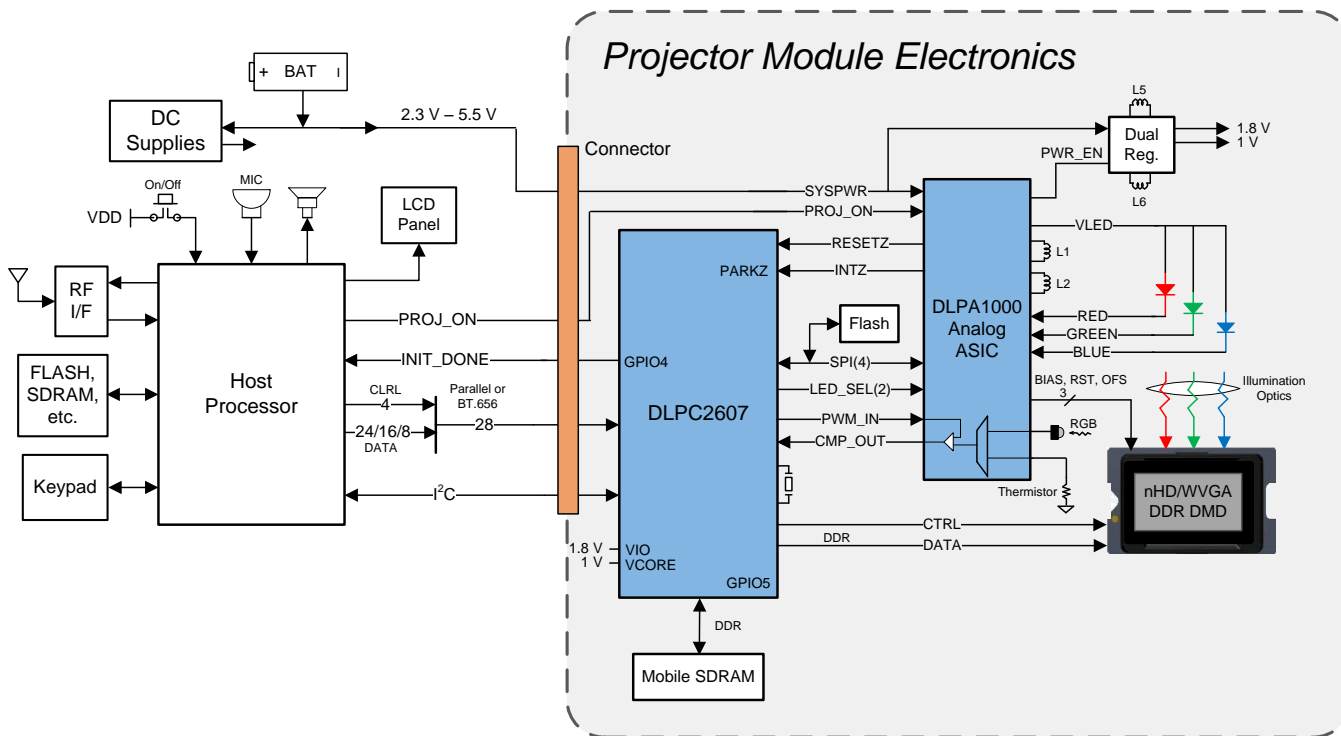 Projector Module Electronics
+ BAT I
DC
Supplies
2.3 V – 5.5 V
Connector
L5
Dual
Reg.
L6
1.8 V
1 V
PWR_EN
On/Off
VDD
MIC
LCD
Panel
SYSPWR
PROJ_ON
RESETZ
PARKZ
INTZ
VLED
L1
L2
RF
I/F
PROJ_ON
INIT_DONE
GPIO4
Flash
SPI(4)
DLPA1000
Analog
ASIC
RED
GREEN
BLUE
FLASH,
SDRAM,
etc.
Host
Processor
CLRL
4
24/16/8
DATA
Parallel or
BT.656
28
DLPC2607
LED_SEL(2)
PWM_IN
CMP_OUT
BIAS, RST, OFS
3
Illumination
Optics
RGB
Thermistor
Keypad
I2C
nHD/WVGA
DDR DMD
CTRL
DDR
DATA
1.8 V
VIO
1 V
VCORE
GPIO5
DDR
Mobile SDRAM